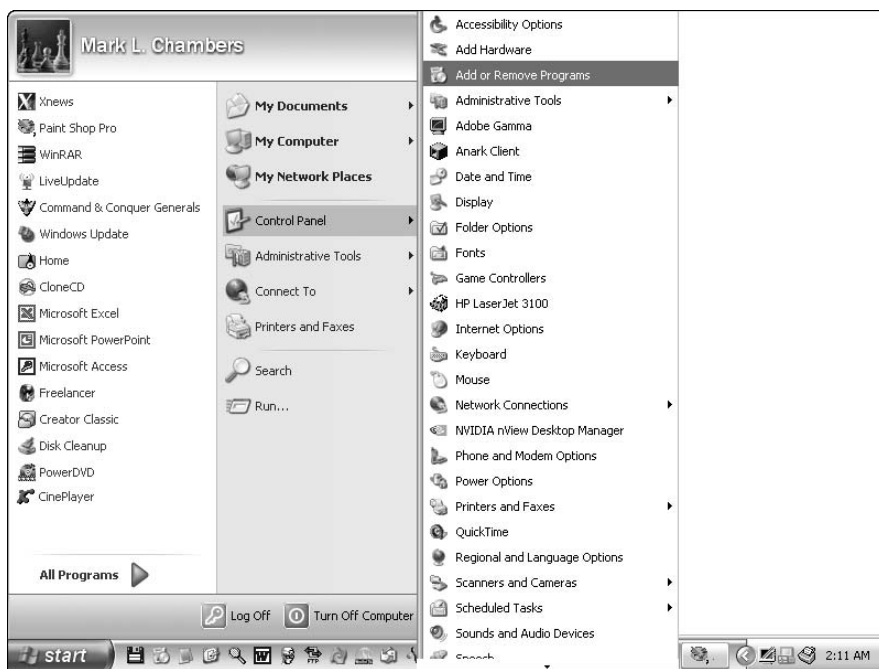 Mark L. Chambers
Xnews
Paint Shop Pro
WinRAR
LiveUpdate
Command & Conquer Generals
Windows Update
Home
CloneCD
Microsoft Excel
Microsoft PowerPoint
Microsoft Access
Freelancer
Creator Classic
Disk Cleanup
PowerDVD
CinePlayer
All Programs
My Documents
My Computer
My Network Places
Control Panel
Administrative Tools
Connect To
Printers and Faxes
Search
Run...
Log Off
Turn Off Computer
Accessibility Options
Add Hardware
Add or Remove Programs
Administrative Tools
Adobe Gamma
Anark Client
Date and Time
Display
Folder Options
Fonts
Game Controllers
HP LaserJet 3100
Internet Options
Keyboard
Mouse
Network Connections
NVIDIA nView Desktop Manager
Phone and Modem Options
Power Options
Printers and Faxes
QuickTime
Regional and Language Options
Scanners and Cameras
Scheduled Tasks
Sounds and Audio Devices
Speech
start
2:11 AM